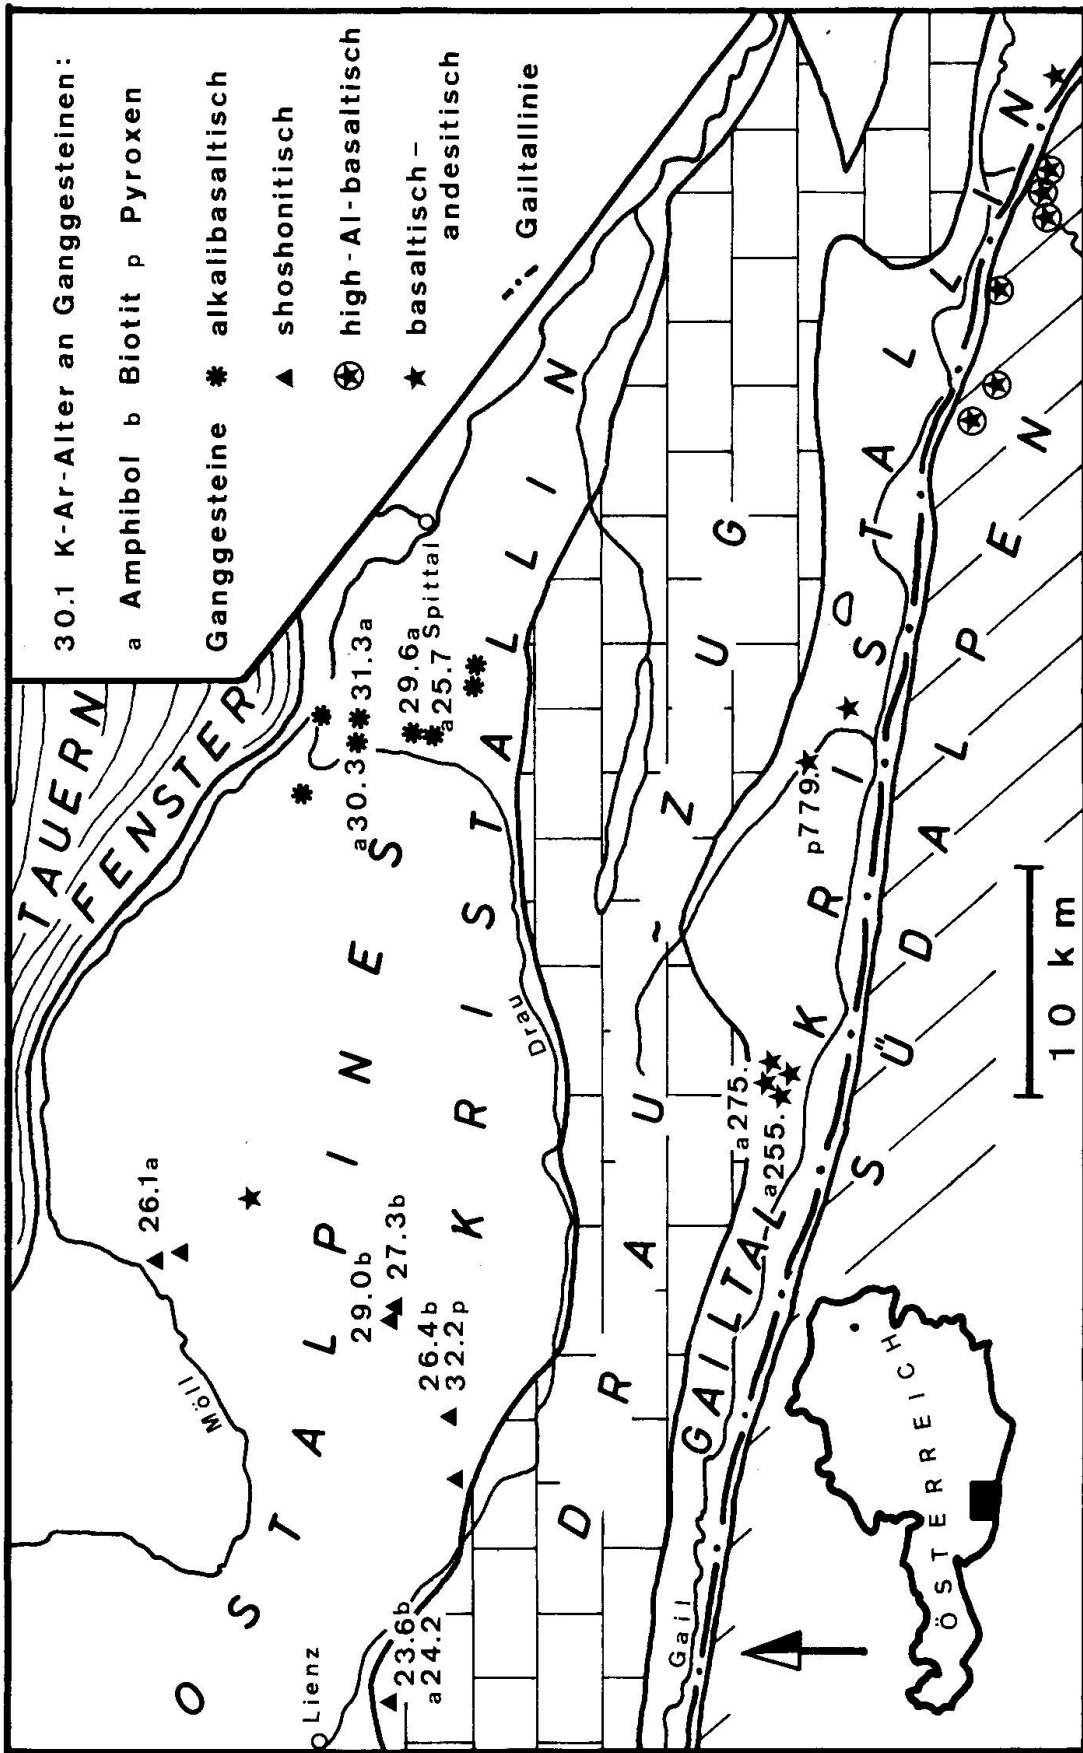 30.1 K-Ar-Alter an Ganggesteinen:
a Amphibol b Biotit p Pyroxen
Ganggesteine ✱ alkalibasaltisch
▲ shoshonitisch
high-Al-basaltisch
★ basaltisch-
andesitisch
Gailtallinie
TAUERN
FENSTER
Möll
26.1a
a30.3
31.3a
29.6a
a25.7
Spittal
OSTALPINES
KRISTALLIN
29.0b
27.3b
26.4b
32.2p
Lienz
23.6b
a24.2
Drau
DRAUZUG
GAILTAL-KRISTALLIN
Gail
a275.
a255.
p779.
GAILTAL
SÜDALPEN
ÖSTERREICH
10 km